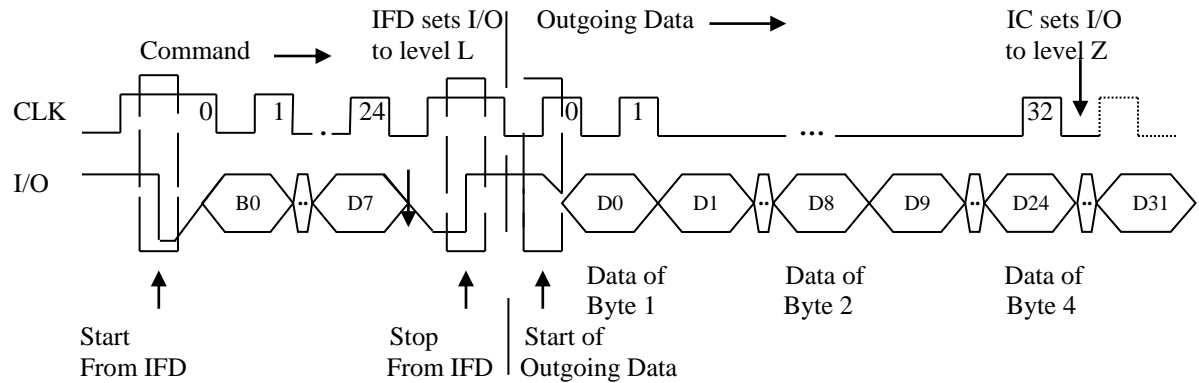 IFD sets I/O
to level L
Outgoing Data
IC sets I/O
to level Z
Command
CLK
0
1
.
24
0
1
...
32
I/O
B0
..
D7
D0
D1
..
D8
D9
..
D24
..
D31
Data of
Byte 1
Data of
Byte 2
Data of
Byte 4
Start
From IFD
Stop
From IFD
Start of
Outgoing Data